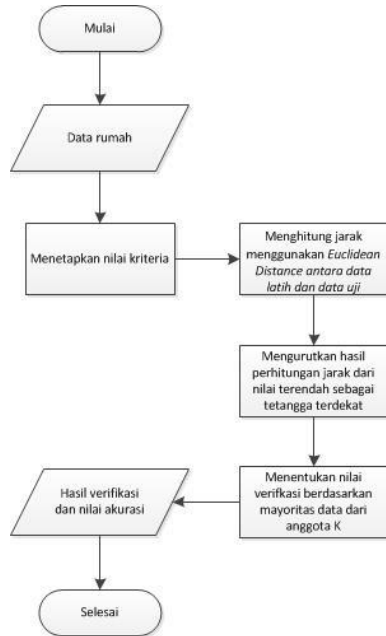 Mulai
Data rumah
Menetapkan nilai kriteria
Menghitung jarak
menggunakan Euclidean
Distance antara data
latih dan data uji
Mengurutkan hasil
perhitungan jarak dari
nilai terendah sebagai
tetangga terdekat
Menentukan nilai
verifkasi berdasarkan
mayoritas data dari
anggota K
Hasil verifikasi
dan nilai akurasi
Selesai